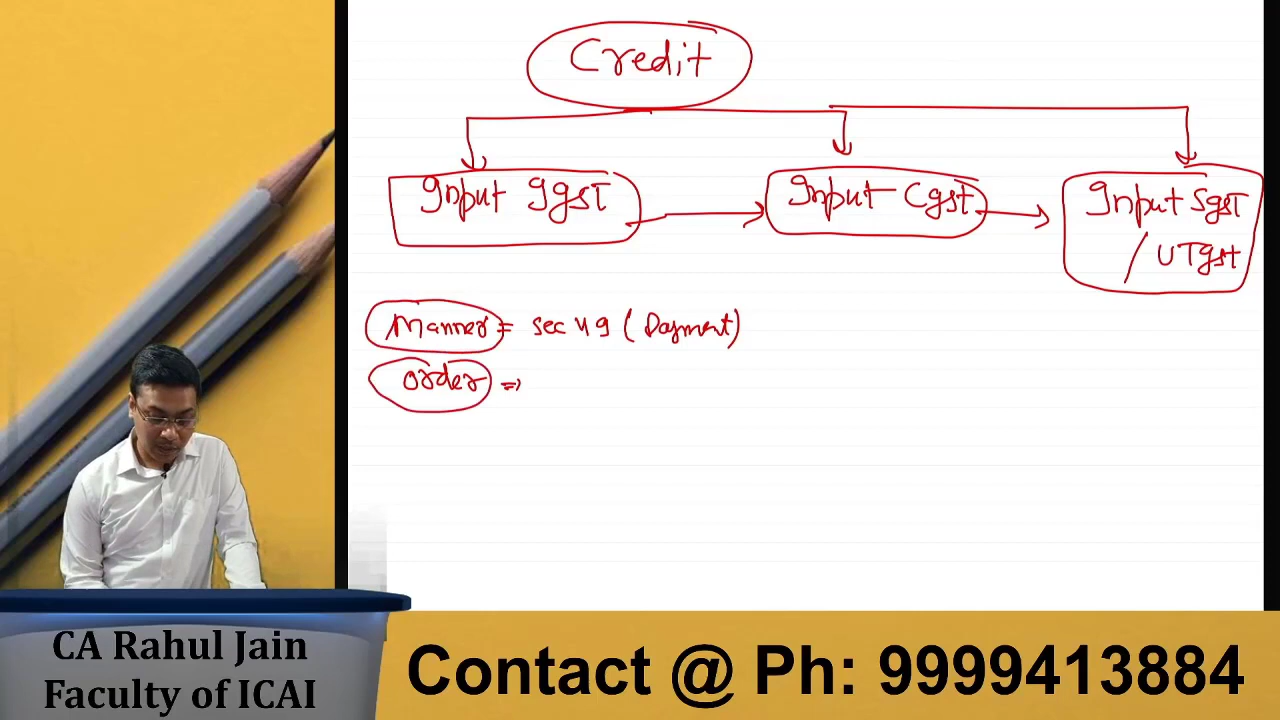 Credit
Input IgsT
Input Cgst
Input SgsT
/ UTgst
Manner = sec 49 ( Payment)
order =>
CA Rahul Jain
Faculty of ICAI
Contact @ Ph: 9999413884